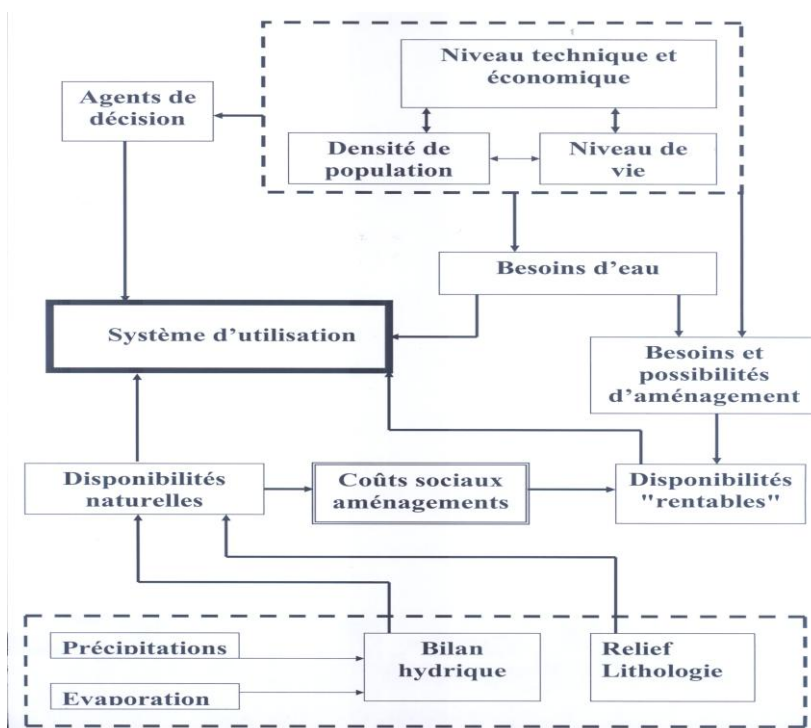 Niveau technique et
économique
Agents de
décision
Densité de
population
Niveau de
vie
Besoins d'eau
Système d'utilisation
Besoins et
possibilités
d'aménagement
Disponibilités
naturelles
Coûts sociaux
aménagements
Disponibilités
"rentables"
Précipitations
Bilan
hydrique
Relief
Lithologie
Evaporation